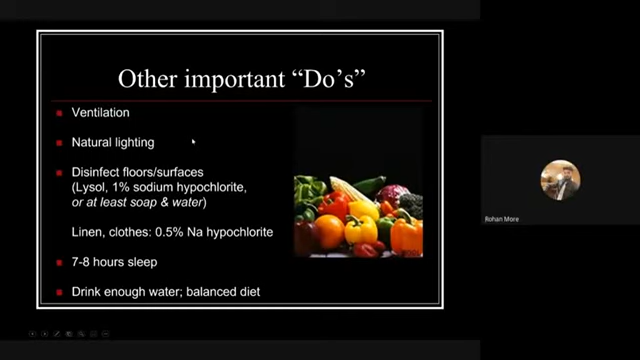 Other important “Do’s”
Ventilation
Natural lighting
Disinfect floors/surfaces
(Lysol, 1% sodium hypochlorite,
or at least soap & water)
Linen, clothes: 0.5% Na hypochlorite
7-8 hours sleep
Drink enough water; balanced diet
Rohan More